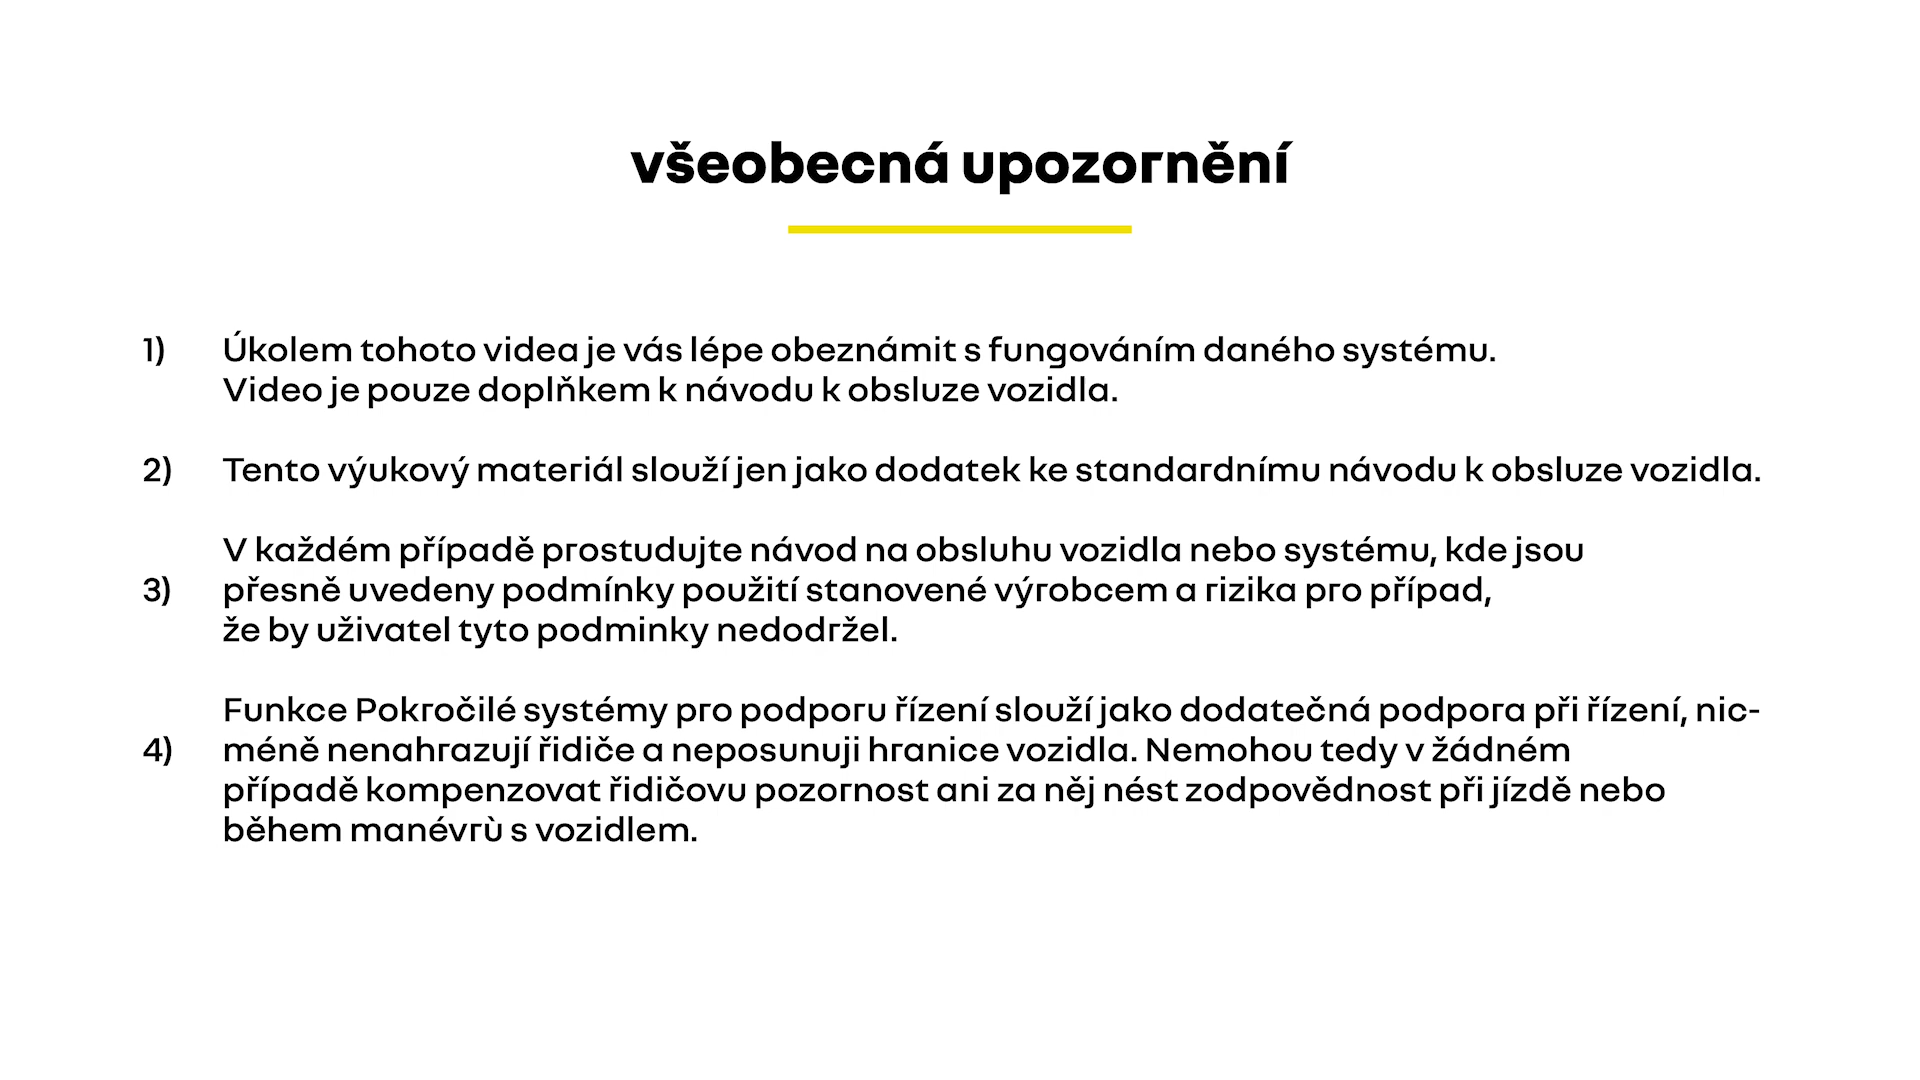 všeobecná upozornění
1) Úkolem tohoto videa je vás lépe obeznámit s fungováním daného systému.
Video je pouze doplňkem k návodu k obsluze vozidla.
2) Tento výukový materiál slouží jen jako dodatek ke standardnímu návodu k obsluze vozidla.
V každém případě prostudujte návod na obsluhu vozidla nebo systému, kde jsou
3) přesně uvedeny podmínky použití stanovené výrobcem a rizika pro případ,
že by uživatel tyto podminky nedodržel.
Funkce Pokročilé systémy pro podporu řízení slouží jako dodatečná podpora při řízení, nic-
4) méně nenahrazují řidiče a neposunuji hranice vozidla. Nemohou tedy v žádném
případě kompenzovat řidičovu pozornost ani za něj nést zodpovědnost při jízdě nebo
během manévrù s vozidlem.